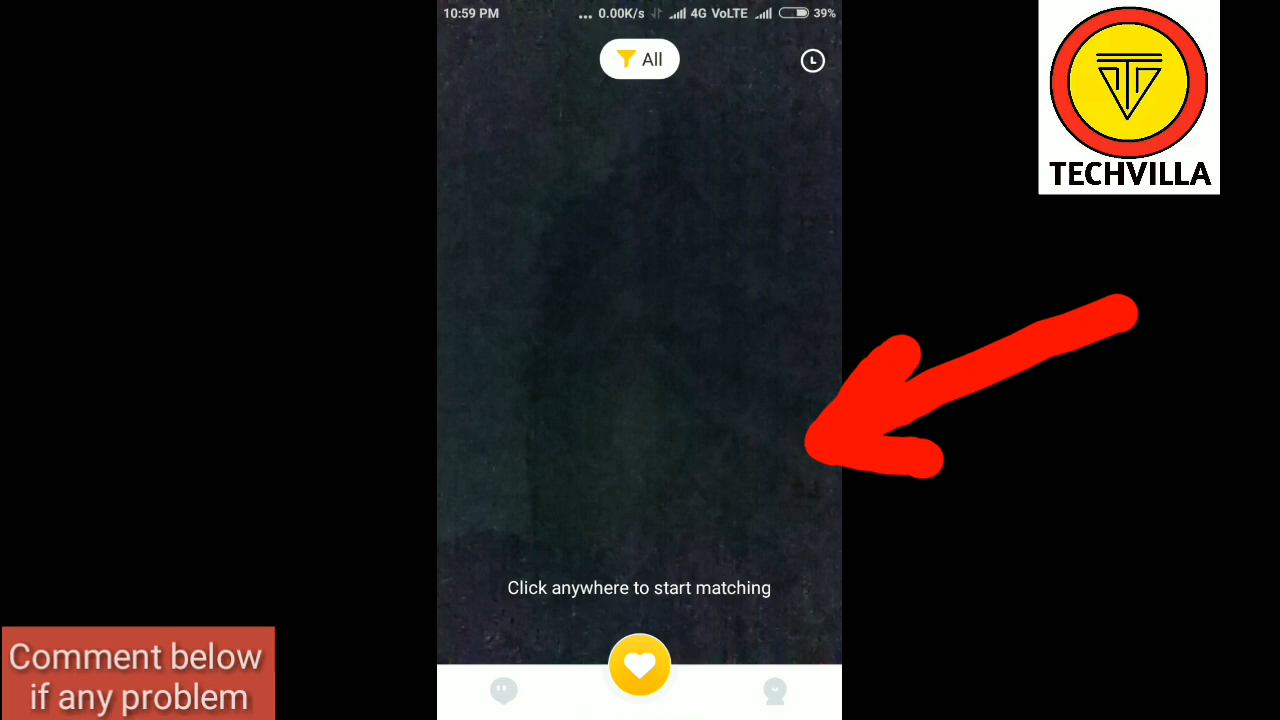 10:59 PM ... 0.00K/s 4G VoLTE 39%
All
TECHVILLA
Click anywhere to start matching
Comment below
if any problem